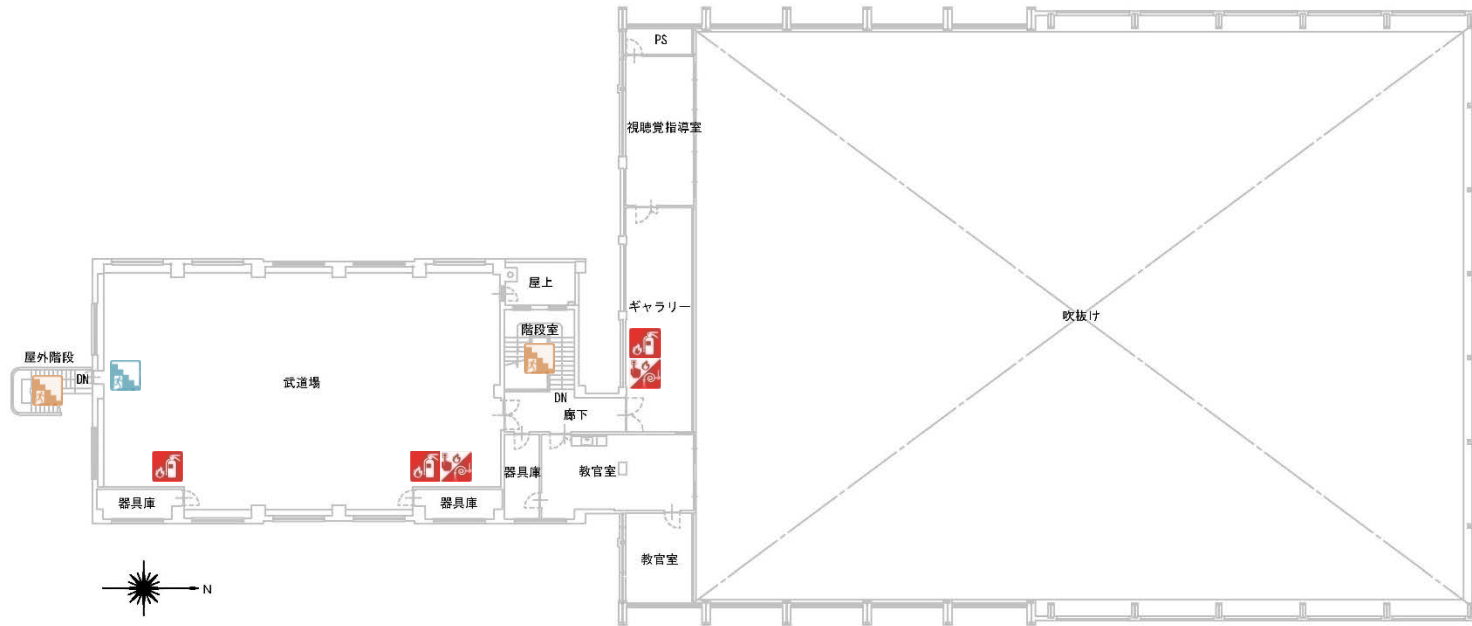 PS
視聴覚指導室
屋上
ギャラリー
吹抜け
階段室
屋外階段
DN
武道場
DN
廊下
器具庫
教官室
器具庫
器具庫
教官室
N